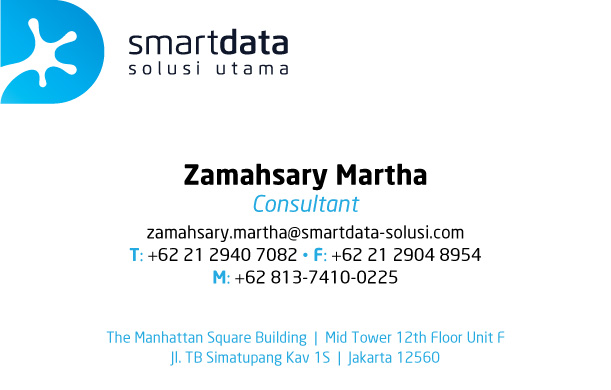 smartdata
solusi utama
Zamahsary Martha
Consultant
zamahsary.martha@smartdata-solusi.com
T: +62 21 2940 7082 • F: +62 21 2904 8954
M: +62 813-7410-0225
The Manhattan Square Building | Mid Tower 12th Floor Unit F
Jl. TB Simatupang Kav 1S | Jakarta 12560